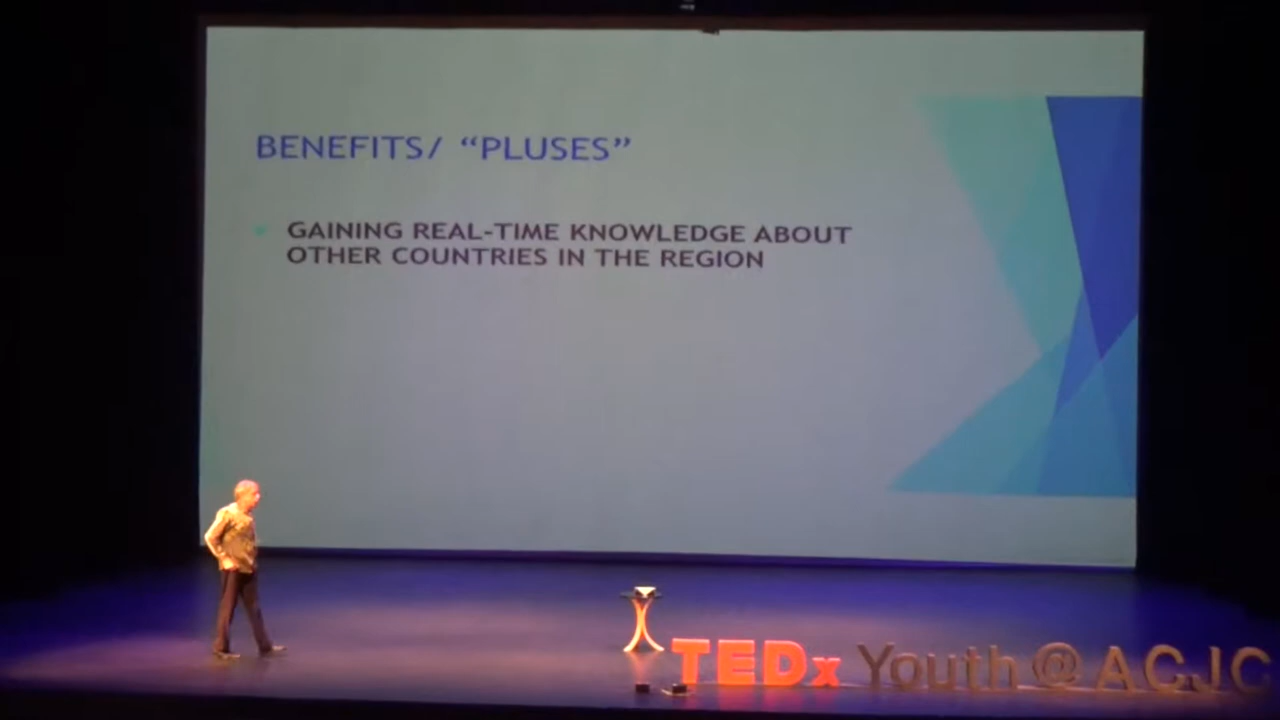 BENEFITS/ “PLUSES”
GAINING REAL-TIME KNOWLEDGE ABOUT
OTHER COUNTRIES IN THE REGION
TEDx Youth@ACJC